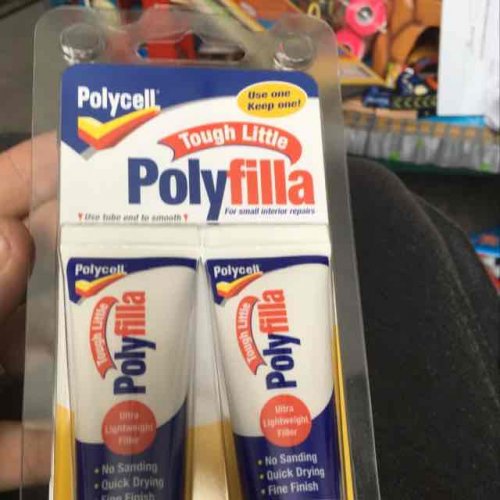 Polycell
Use one
Keep one!
Tough Little
Polyfilla
For small interior repairs
Use tube end to smooth
Polycell
Tough Little
Polyfilla
Ultra
Lightweight
Filler
• No Sanding
• Quick Drying
Fine Finish
Polycell
Tough Little
Polyfilla
Ultra
Lightweight
Filler
• No Sanding
• Quick Drying
• Fine Finish